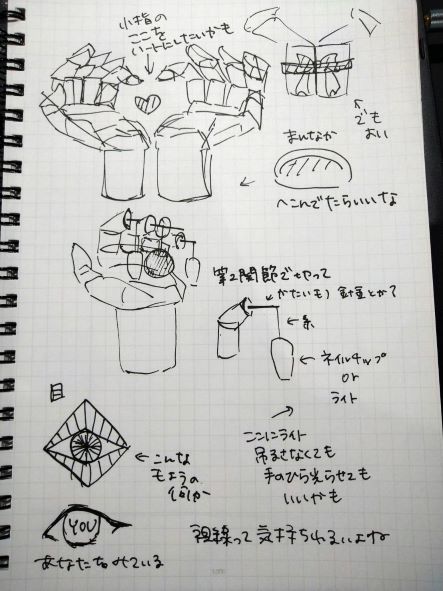 小指の
ここを
ハートにしたいかも
でも
よい
まんなか
へこんでたらいいな
第2関節でせって
かたいもの 針金とか?
糸
ネイルチップ
or
ライト
ここにライト
吊るさなくても
手のひら光らせても
いいかも
目
こんな
もようの
何か
YOU
あなたをみている
視線って気持ちわるいよね